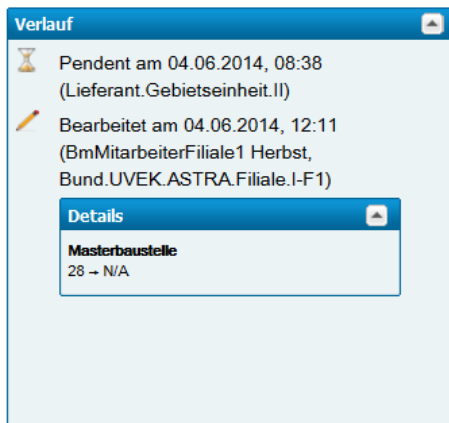 Verlauf
Pendent am 04.06.2014, 08:38
(Lieferant.Gebietseinheit.II)
Bearbeitet am 04.06.2014, 12:11
(BmMitarbeiterFiliale1 Herbst,
Bund.UVEK.ASTRA.Filiale.I-F1)
Details
Masterbaustelle
28 → N/A